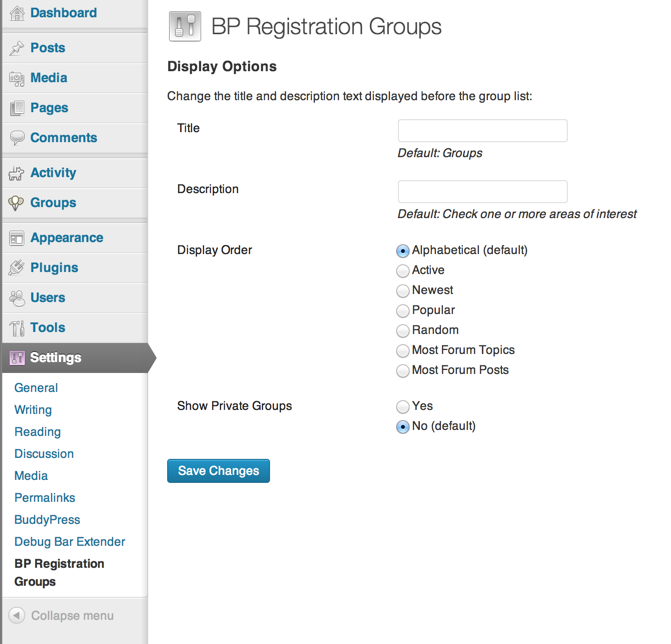 Dashboard
Posts
Media
Pages
Comments
Activity
Groups
Appearance
Plugins
Users
Tools
Settings
General
Writing
Reading
Discussion
Media
Permalinks
BuddyPress
Debug Bar Extender
BP Registration
Groups
Collapse menu
BP Registration Groups
Display Options
Change the title and description text displayed before the group list:
Title
Default: Groups
Description
Default: Check one or more areas of interest
Display Order
Alphabetical (default)
Active
Newest
Popular
Random
Most Forum Topics
Most Forum Posts
Show Private Groups
Yes
No (default)
Save Changes